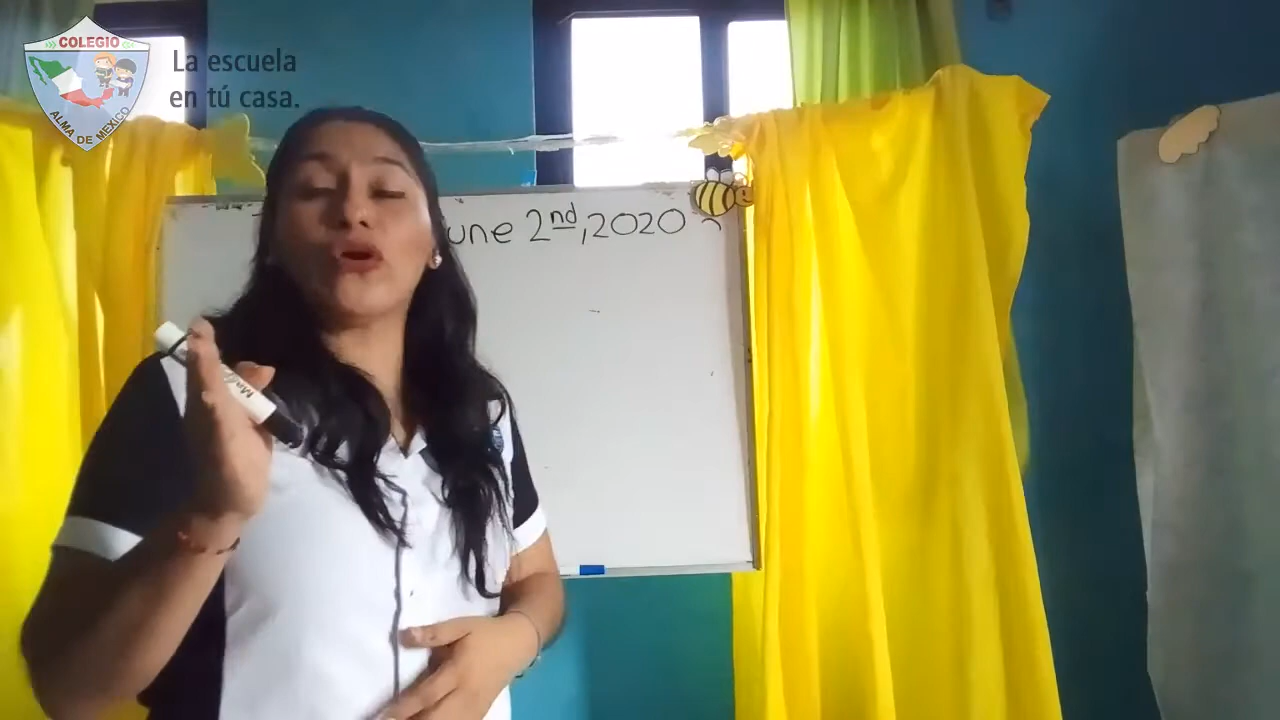 COLEGIO
ALMA DE MEXICO
La escuela
en tú casa.
une 2nd, 2020